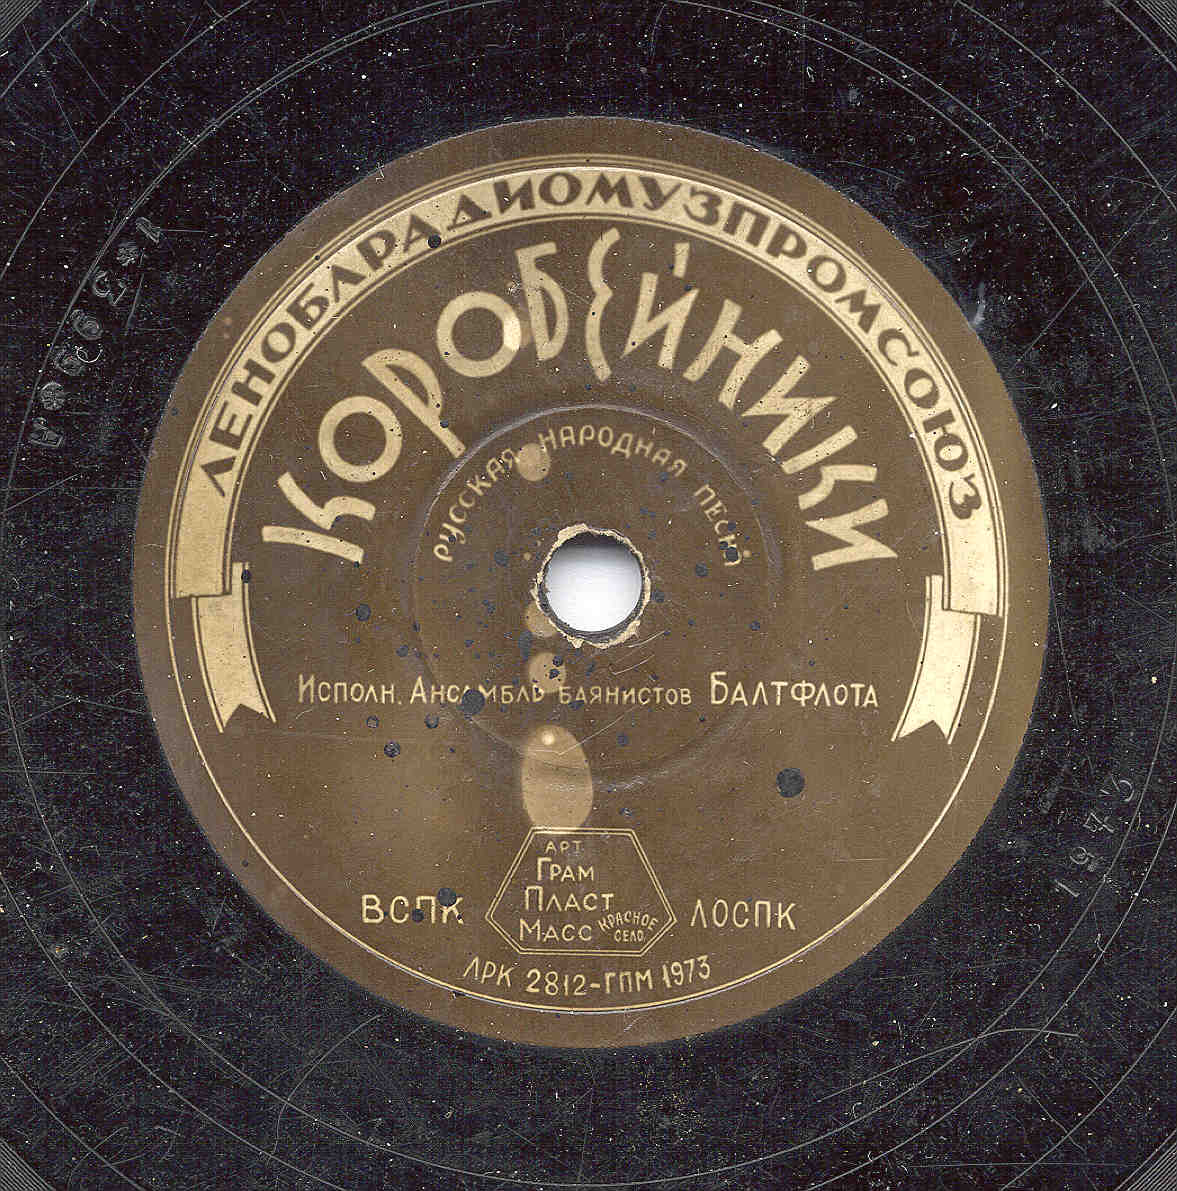 ЛЕНОБЛРАДИОМУЗПРОМСОЮЗ
КОРОБЕЙНИКИ
РУССКАЯ НАРОДНАЯ ПЕСНЯ
Исполн. Ансамбль баянистов Балтфлота
АРТ
ГРАМ
ПЛАСТ
МАСС
КРАСНОЕ
СЕЛО
ВСПК
ЛОСПК
ЛРК 2812-ГПМ 1973